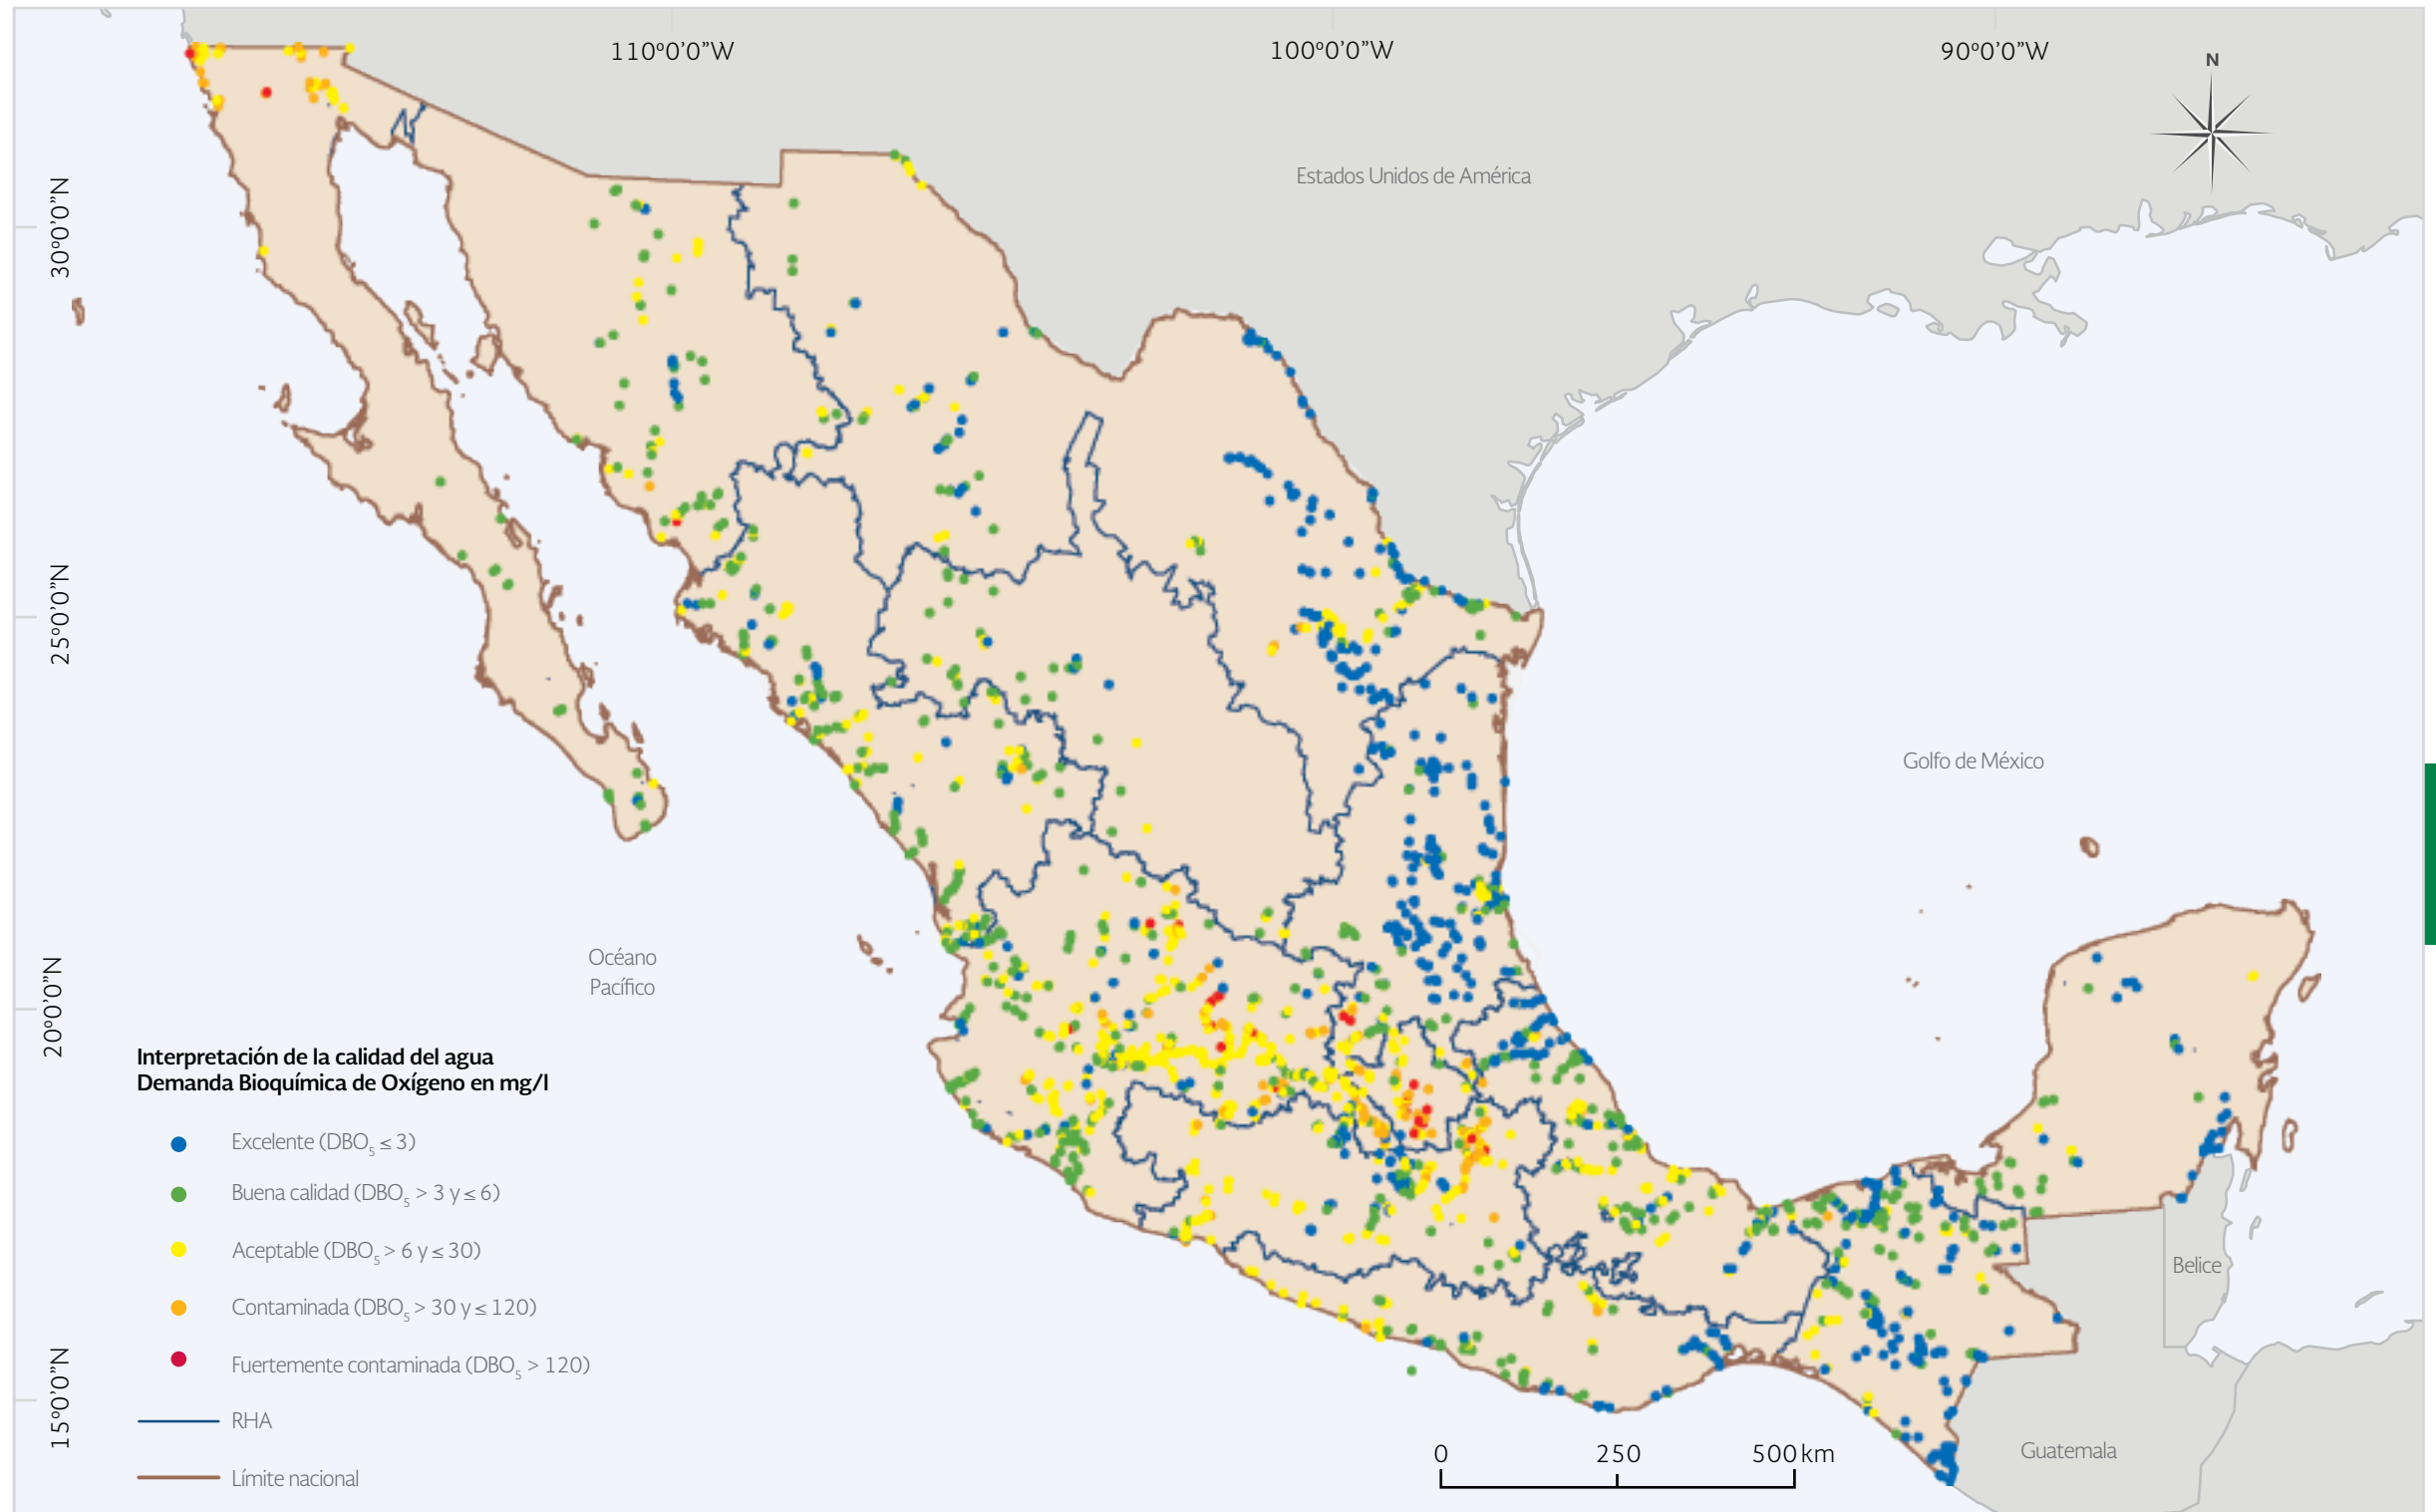 110°0'0"W
100°0'0"W
90°0'0"W
N
Estados Unidos de América
30°0'0"N
25°0'0"N
Golfo de México
Océano
Pacífico
20°0'0"N
Interpretación de la calidad del agua
Demanda Bioquímica de Oxígeno en mg/l
Excelente (DBO₅ ≤ 3)
Buena calidad (DBO₅ > 3 y ≤ 6)
Aceptable (DBO₅ > 6 y ≤ 30)
Belice
Contaminada (DBO₅ > 30 y ≤ 120)
Fuertemente contaminada (DBO₅ > 120)
15°0'0"N
RHA
Límite nacional
0 250 500 km
Guatemala